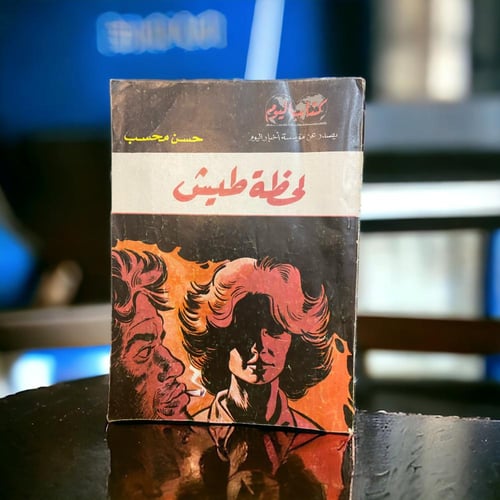 كتاب اليوم
يصدر عن مؤسسة أخبار اليوم
حسن محسب
لحظة طيش